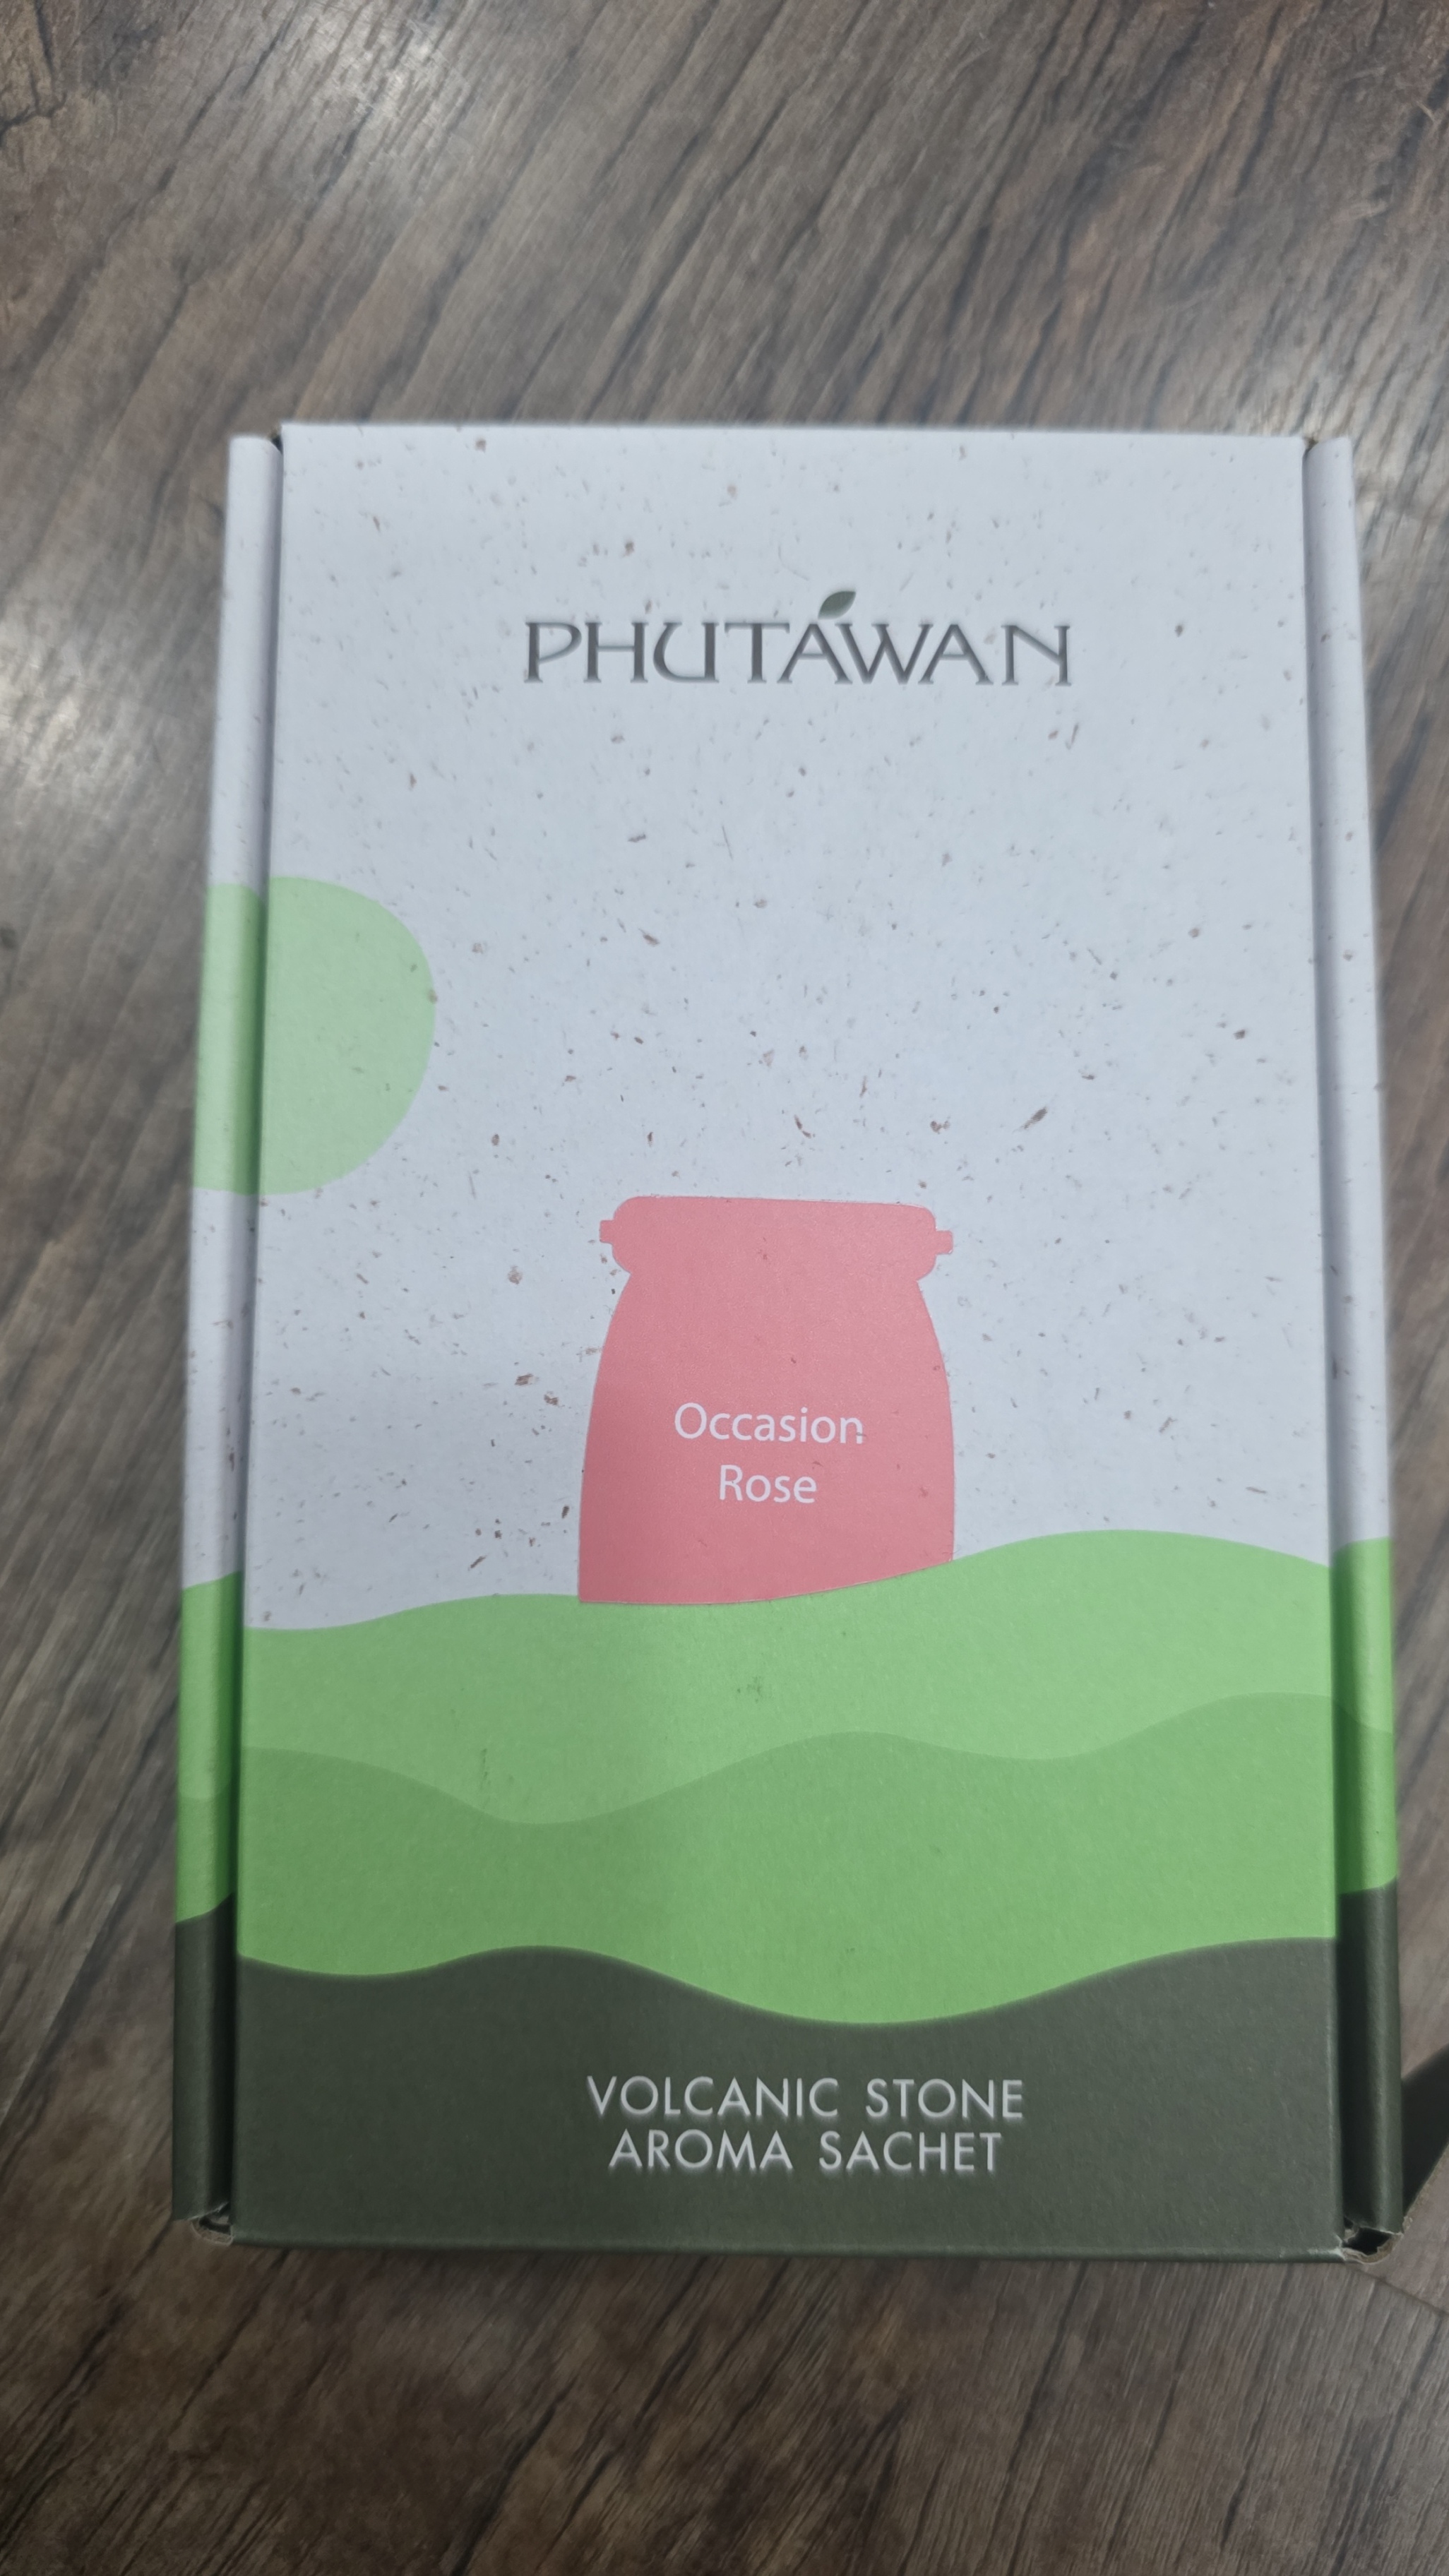 PHUTAWAN
Occasion
Rose
VOLCANIC STONE
AROMA SACHET